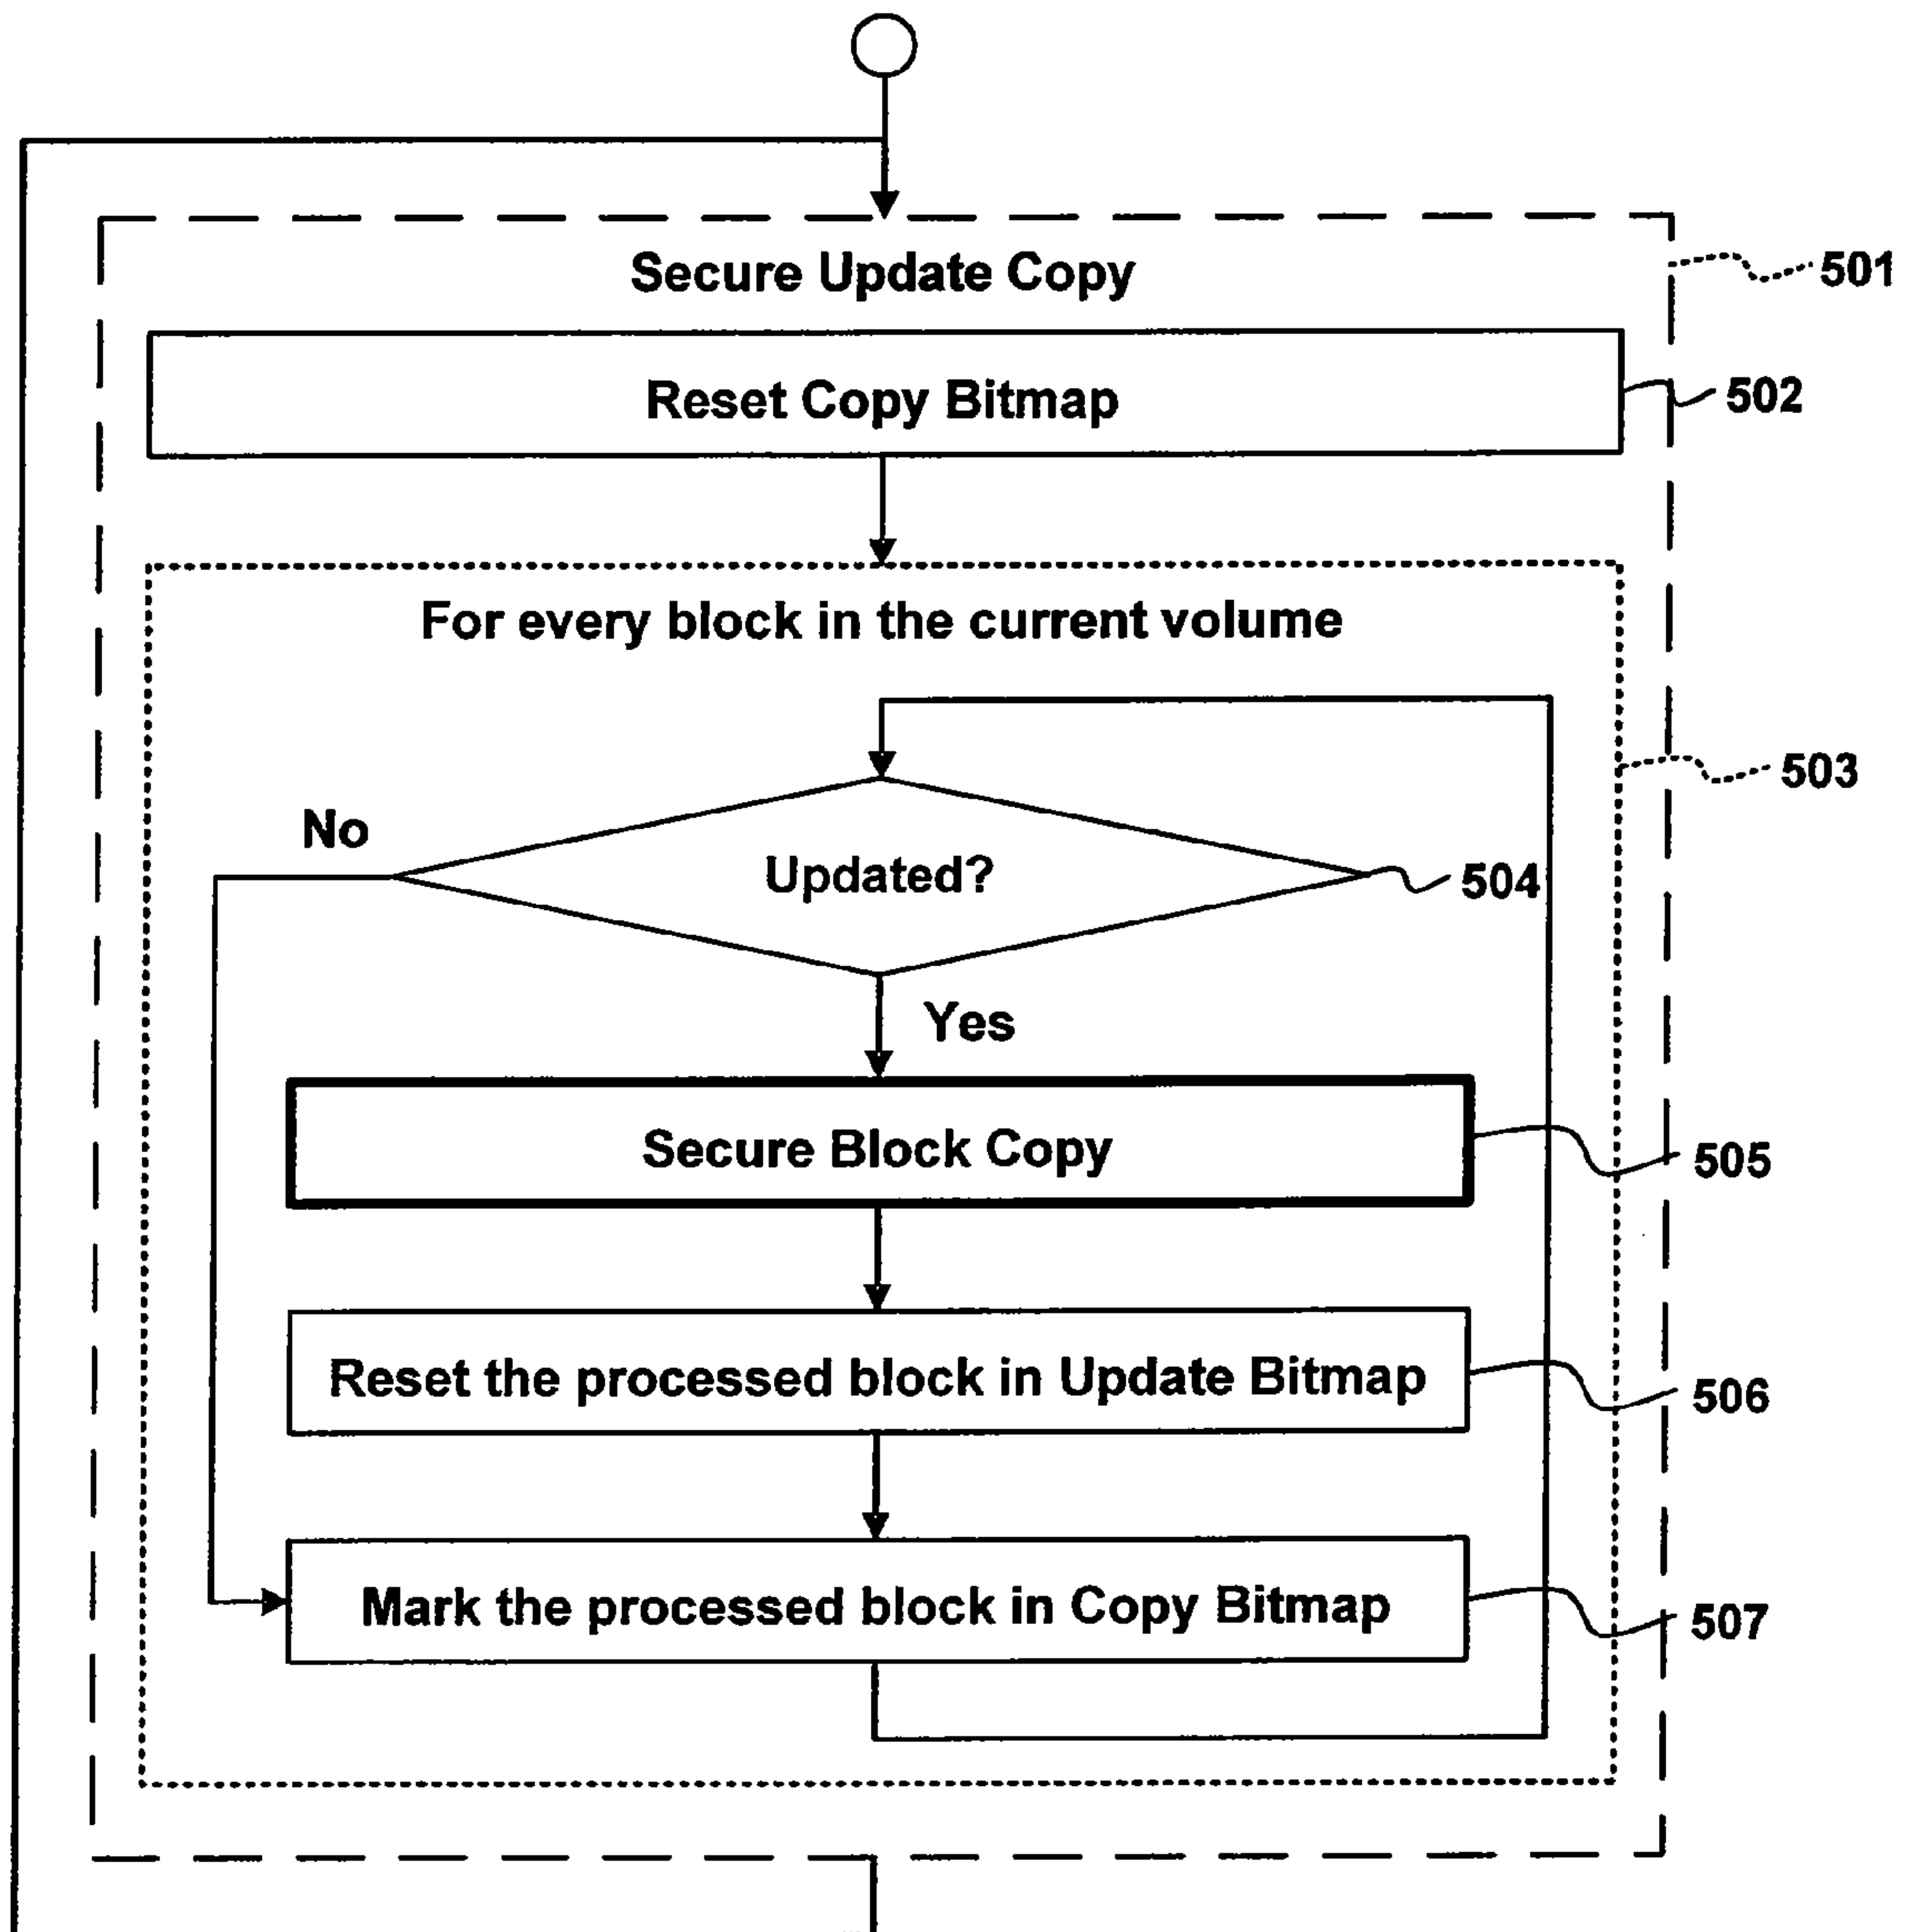 Secure Update Copy
501
Reset Copy Bitmap
502
For every block in the current volume
503
No
Updated?
504
Yes
Secure Block Copy
505
Reset the processed block in Update Bitmap
506
Mark the processed block in Copy Bitmap
507